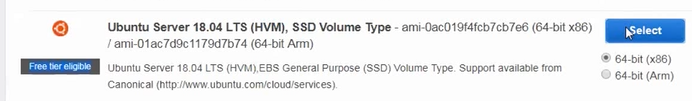 Ubuntu Server 18.04 LTS (HVM), SSD Volume Type - ami-0ac019f4fcb7cb7e6 (64-bit x86)
/ ami-01ac7d9c1179d7b74 (64-bit Arm)
Select
Free tier eligible
Ubuntu Server 18.04 LTS (HVM),EBS General Purpose (SSD) Volume Type. Support available from
Canonical (http://www.ubuntu.com/cloud/services).
64-bit (x86)
64-bit (Arm)